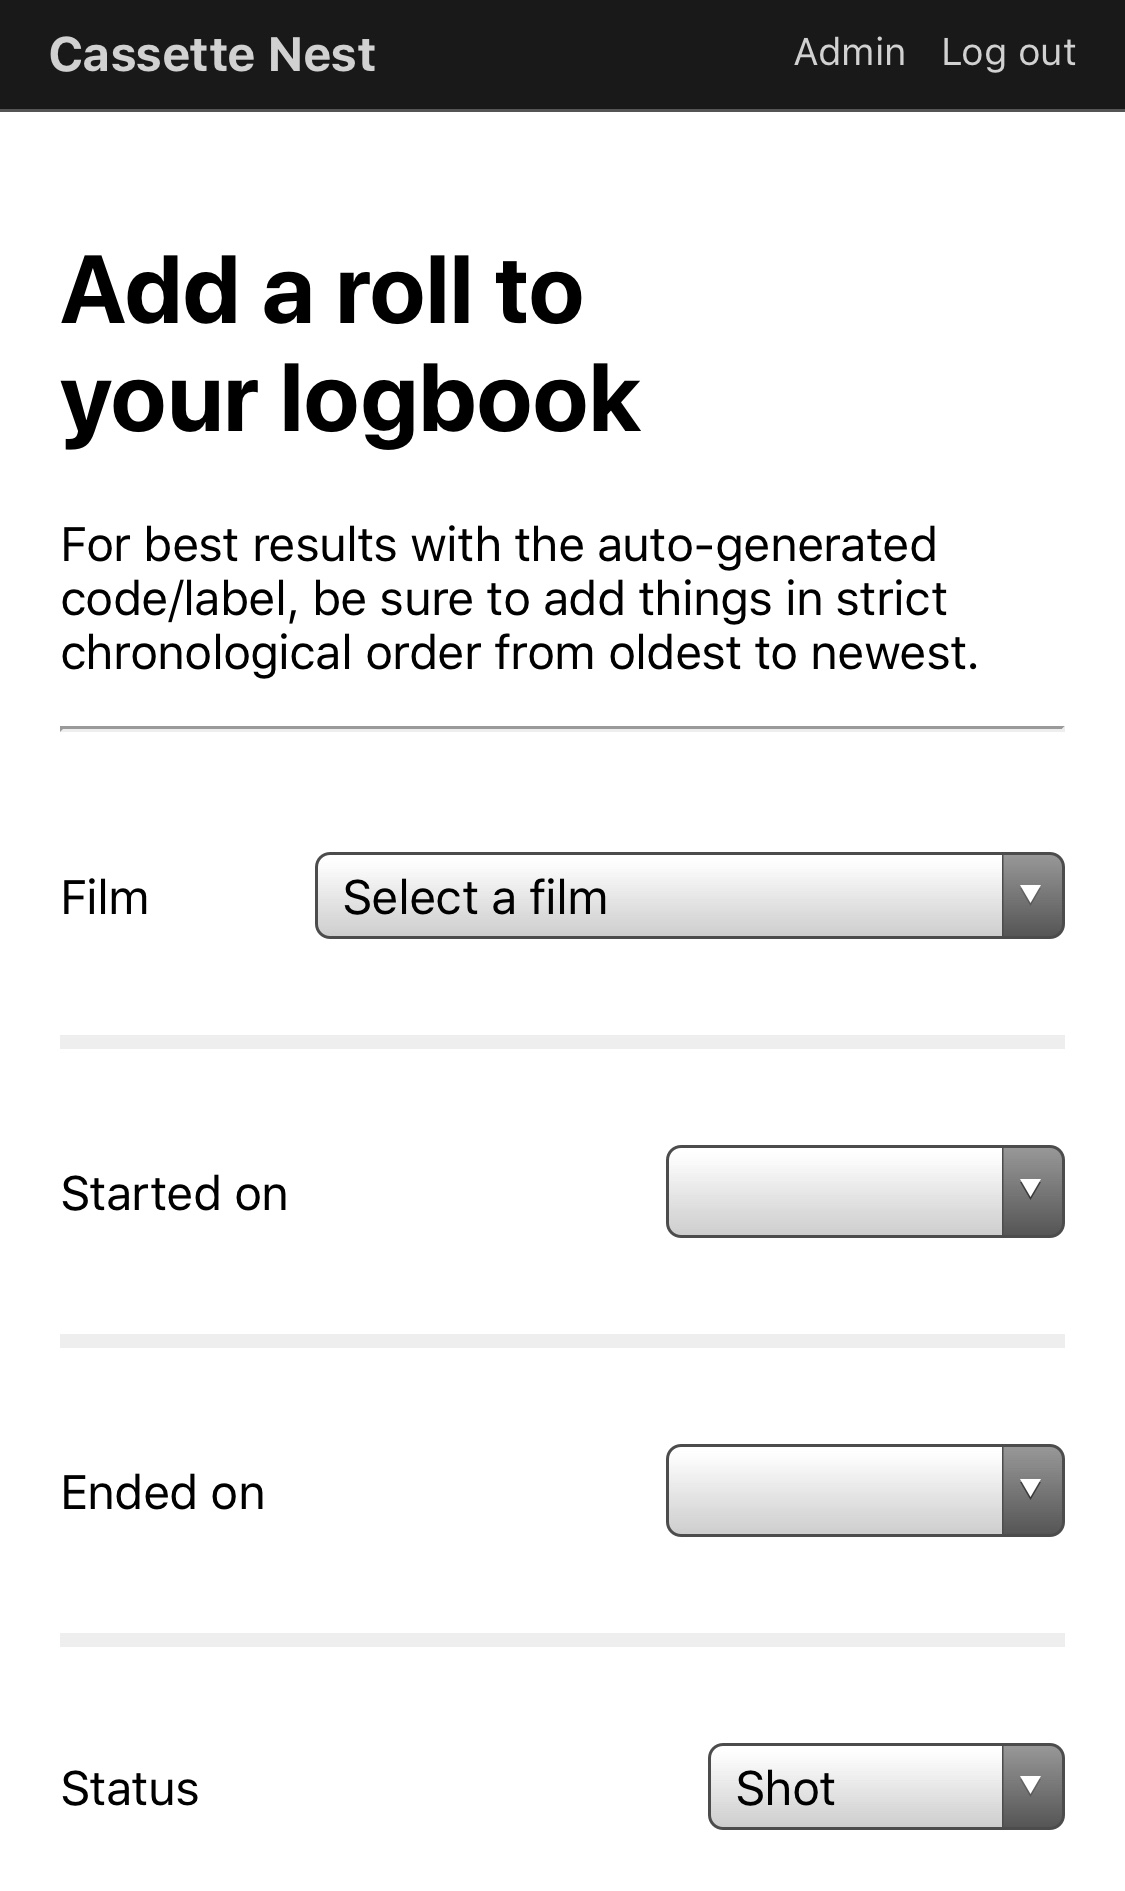 Cassette Nest Admin Log out
Add a roll to
your logbook
For best results with the auto-generated
code/label, be sure to add things in strict
chronological order from oldest to newest.
Film Select a film
Started on
Ended on
Status Shot